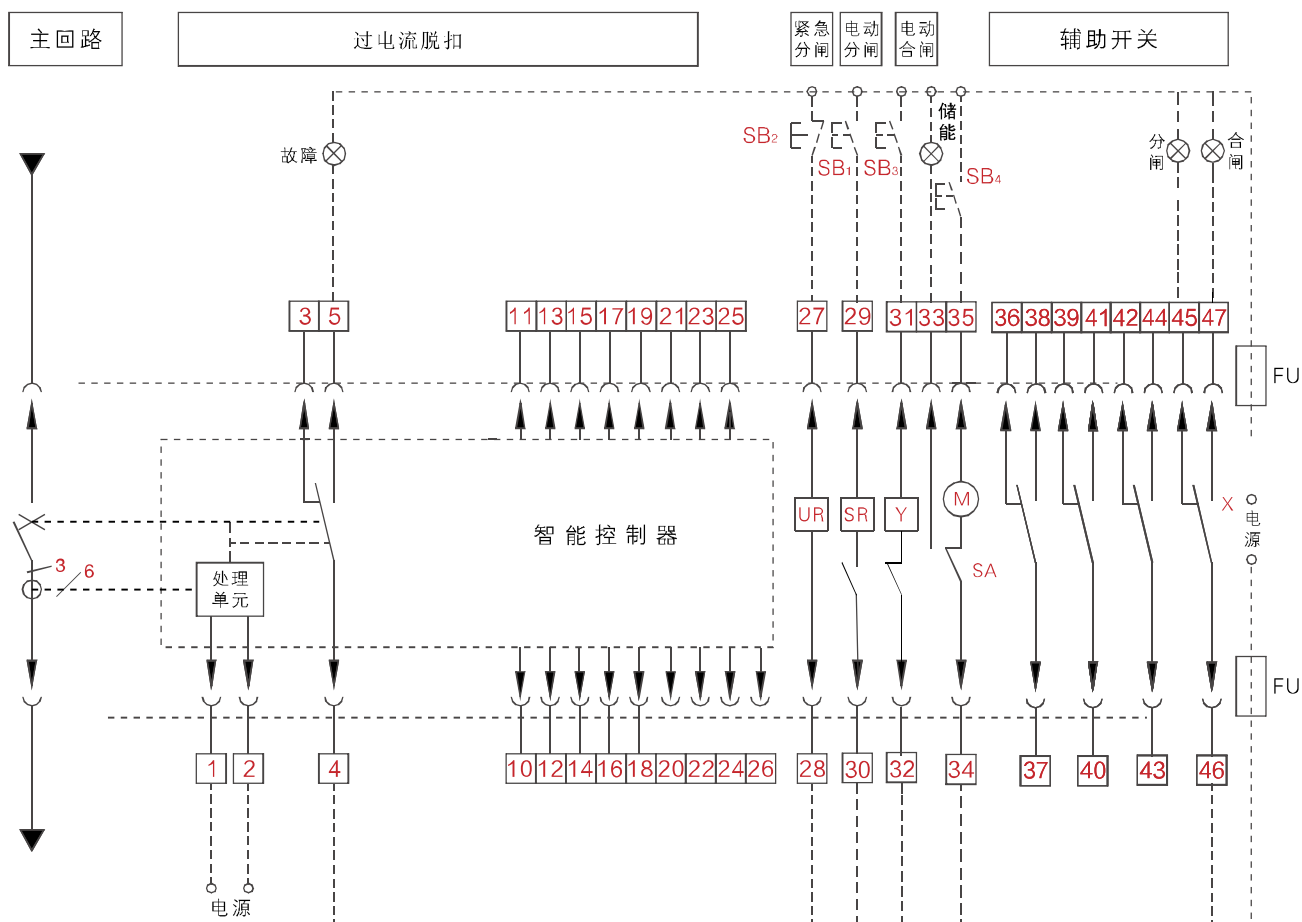 主回路
过电流脱扣
紧急
分闸
电动
分闸
电动
合闸
辅助开关
储
能
SB2
SB1
SB3
SB4
故障
分
闸
合
闸
3 5
11 13 15 17 19 21 23 25
27
29
31 33 35
36 38 39 41 42 44 45 47
FU
UR
SR
Y
M
X
电
源
智能控制器
SA
3
6
处理
单元
FU
1
2
4
10 12 14 16 18 20 22 24 26
28
30
32
34
37
40
43
46
电源